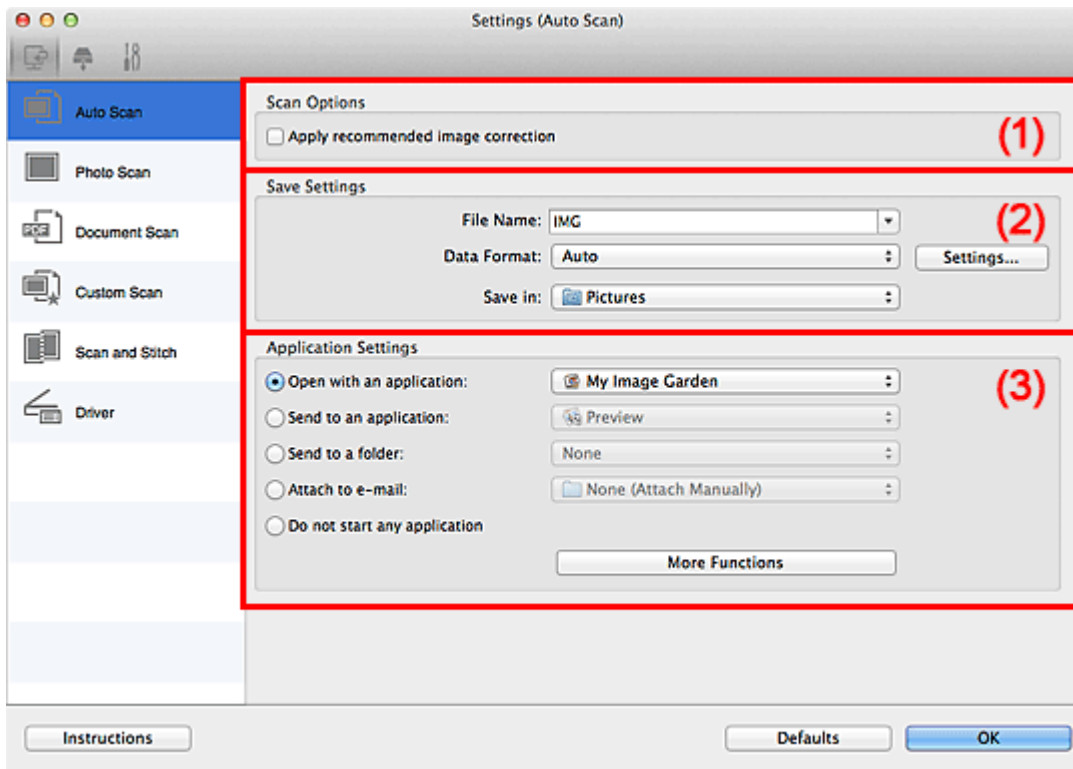 Settings (Auto Scan)
Auto Scan
Photo Scan
PDF
Document Scan
Custom Scan
Scan and Stitch
Driver
Scan Options
Apply recommended image correction
(1)
Save Settings
(2)
File Name: IMG
Data Format: Auto Settings...
Save in: Pictures
Application Settings
(3)
Open with an application: My Image Garden
Send to an application: Preview
Send to a folder: None
Attach to e-mail: None (Attach Manually)
Do not start any application
More Functions
Instructions Defaults OK